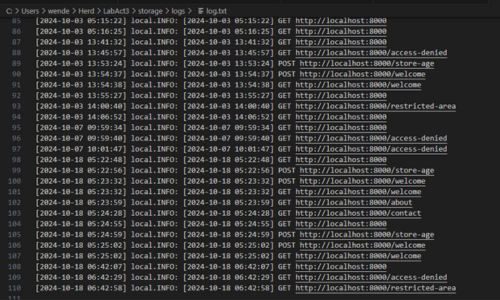 C: > Users > wende > Herd > LabAct3 > storage > logs > log.txt
85 [2024-10-03 05:15:22] local.INFO: [2024-10-03 05:15:22] GET http://localhost:8000
86 [2024-10-03 05:16:25] local.INFO: [2024-10-03 05:16:25] GET http://localhost:8000
87 [2024-10-03 13:41:32] local.INFO: [2024-10-03 13:41:32] GET http://localhost:8000
88 [2024-10-03 13:45:57] local.INFO: [2024-10-03 13:45:57] GET http://localhost:8000/access-denied
89 [2024-10-03 13:53:24] local.INFO: [2024-10-03 13:53:24] POST http://localhost:8000/store-age
90 [2024-10-03 13:54:37] local.INFO: [2024-10-03 13:54:37] POST http://localhost:8000/welcome
91 [2024-10-03 13:54:38] local.INFO: [2024-10-03 13:54:38] GET http://localhost:8000/welcome
92 [2024-10-03 13:55:27] local.INFO: [2024-10-03 13:55:27] GET http://localhost:8000
93 [2024-10-03 14:00:40] local.INFO: [2024-10-03 14:00:40] GET http://localhost:8000/restricted-area
94 [2024-10-03 14:06:52] local.INFO: [2024-10-03 14:06:52] GET http://localhost:8000
95 [2024-10-07 09:59:34] local.INFO: [2024-10-07 09:59:34] GET http://localhost:8000
96 [2024-10-07 09:59:40] local.INFO: [2024-10-07 09:59:40] GET http://localhost:8000/access-denied
97 [2024-10-07 10:01:47] local.INFO: [2024-10-07 10:01:47] GET http://localhost:8000/access-denied
98 [2024-10-18 05:22:48] local.INFO: [2024-10-18 05:22:48] GET http://localhost:8000
99 [2024-10-18 05:22:56] local.INFO: [2024-10-18 05:22:56] POST http://localhost:8000/store-age
100 [2024-10-18 05:23:32] local.INFO: [2024-10-18 05:23:32] POST http://localhost:8000/welcome
101 [2024-10-18 05:23:32] local.INFO: [2024-10-18 05:23:32] GET http://localhost:8000/welcome
102 [2024-10-18 05:23:59] local.INFO: [2024-10-18 05:23:59] GET http://localhost:8000/about
103 [2024-10-18 05:24:28] local.INFO: [2024-10-18 05:24:28] GET http://localhost:8000/contact
104 [2024-10-18 05:24:55] local.INFO: [2024-10-18 05:24:55] GET http://localhost:8000
105 [2024-10-18 05:24:59] local.INFO: [2024-10-18 05:24:59] POST http://localhost:8000/store-age
106 [2024-10-18 05:25:02] local.INFO: [2024-10-18 05:25:02] POST http://localhost:8000/welcome
107 [2024-10-18 05:25:02] local.INFO: [2024-10-18 05:25:02] GET http://localhost:8000/welcome
108 [2024-10-18 06:42:07] local.INFO: [2024-10-18 06:42:07] GET http://localhost:8000
109 [2024-10-18 06:42:29] local.INFO: [2024-10-18 06:42:29] GET http://localhost:8000/access-denied
110 [2024-10-18 06:42:58] local.INFO: [2024-10-18 06:42:58] GET http://localhost:8000/restricted-area
111